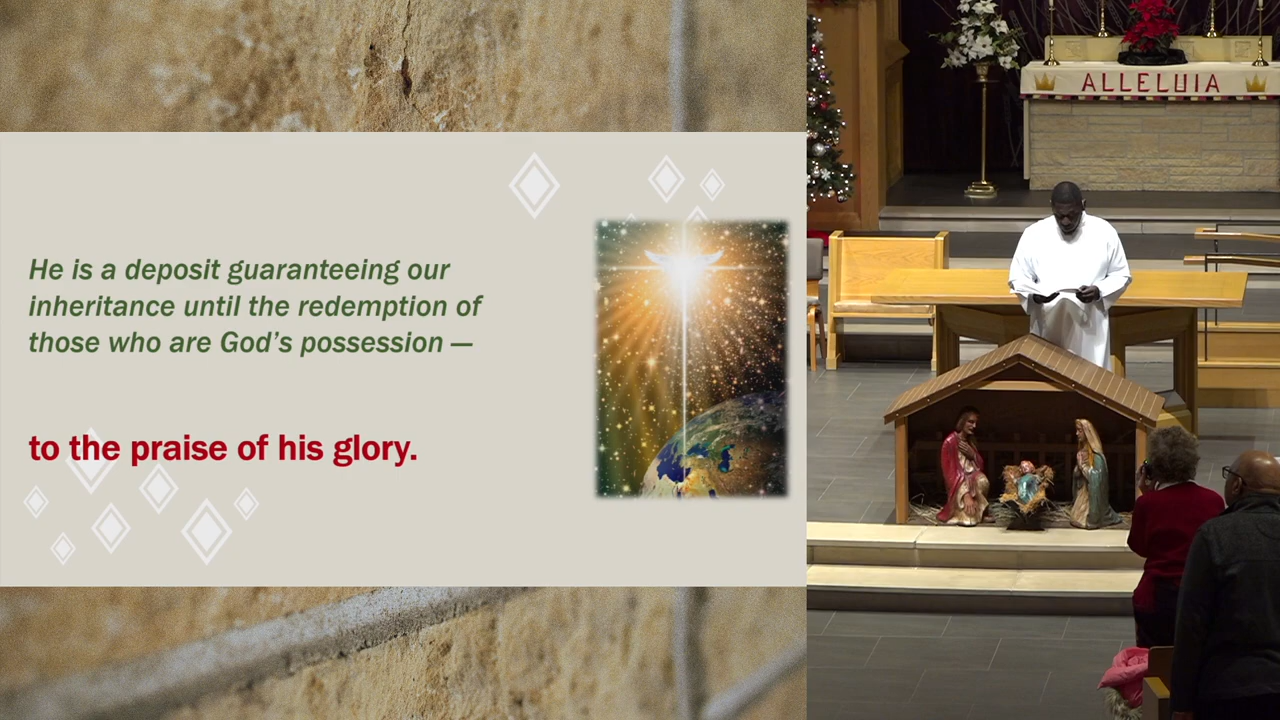 He is a deposit guaranteeing our
inheritance until the redemption of
those who are God’s possession —
to the praise of his glory.
ALLELUIA